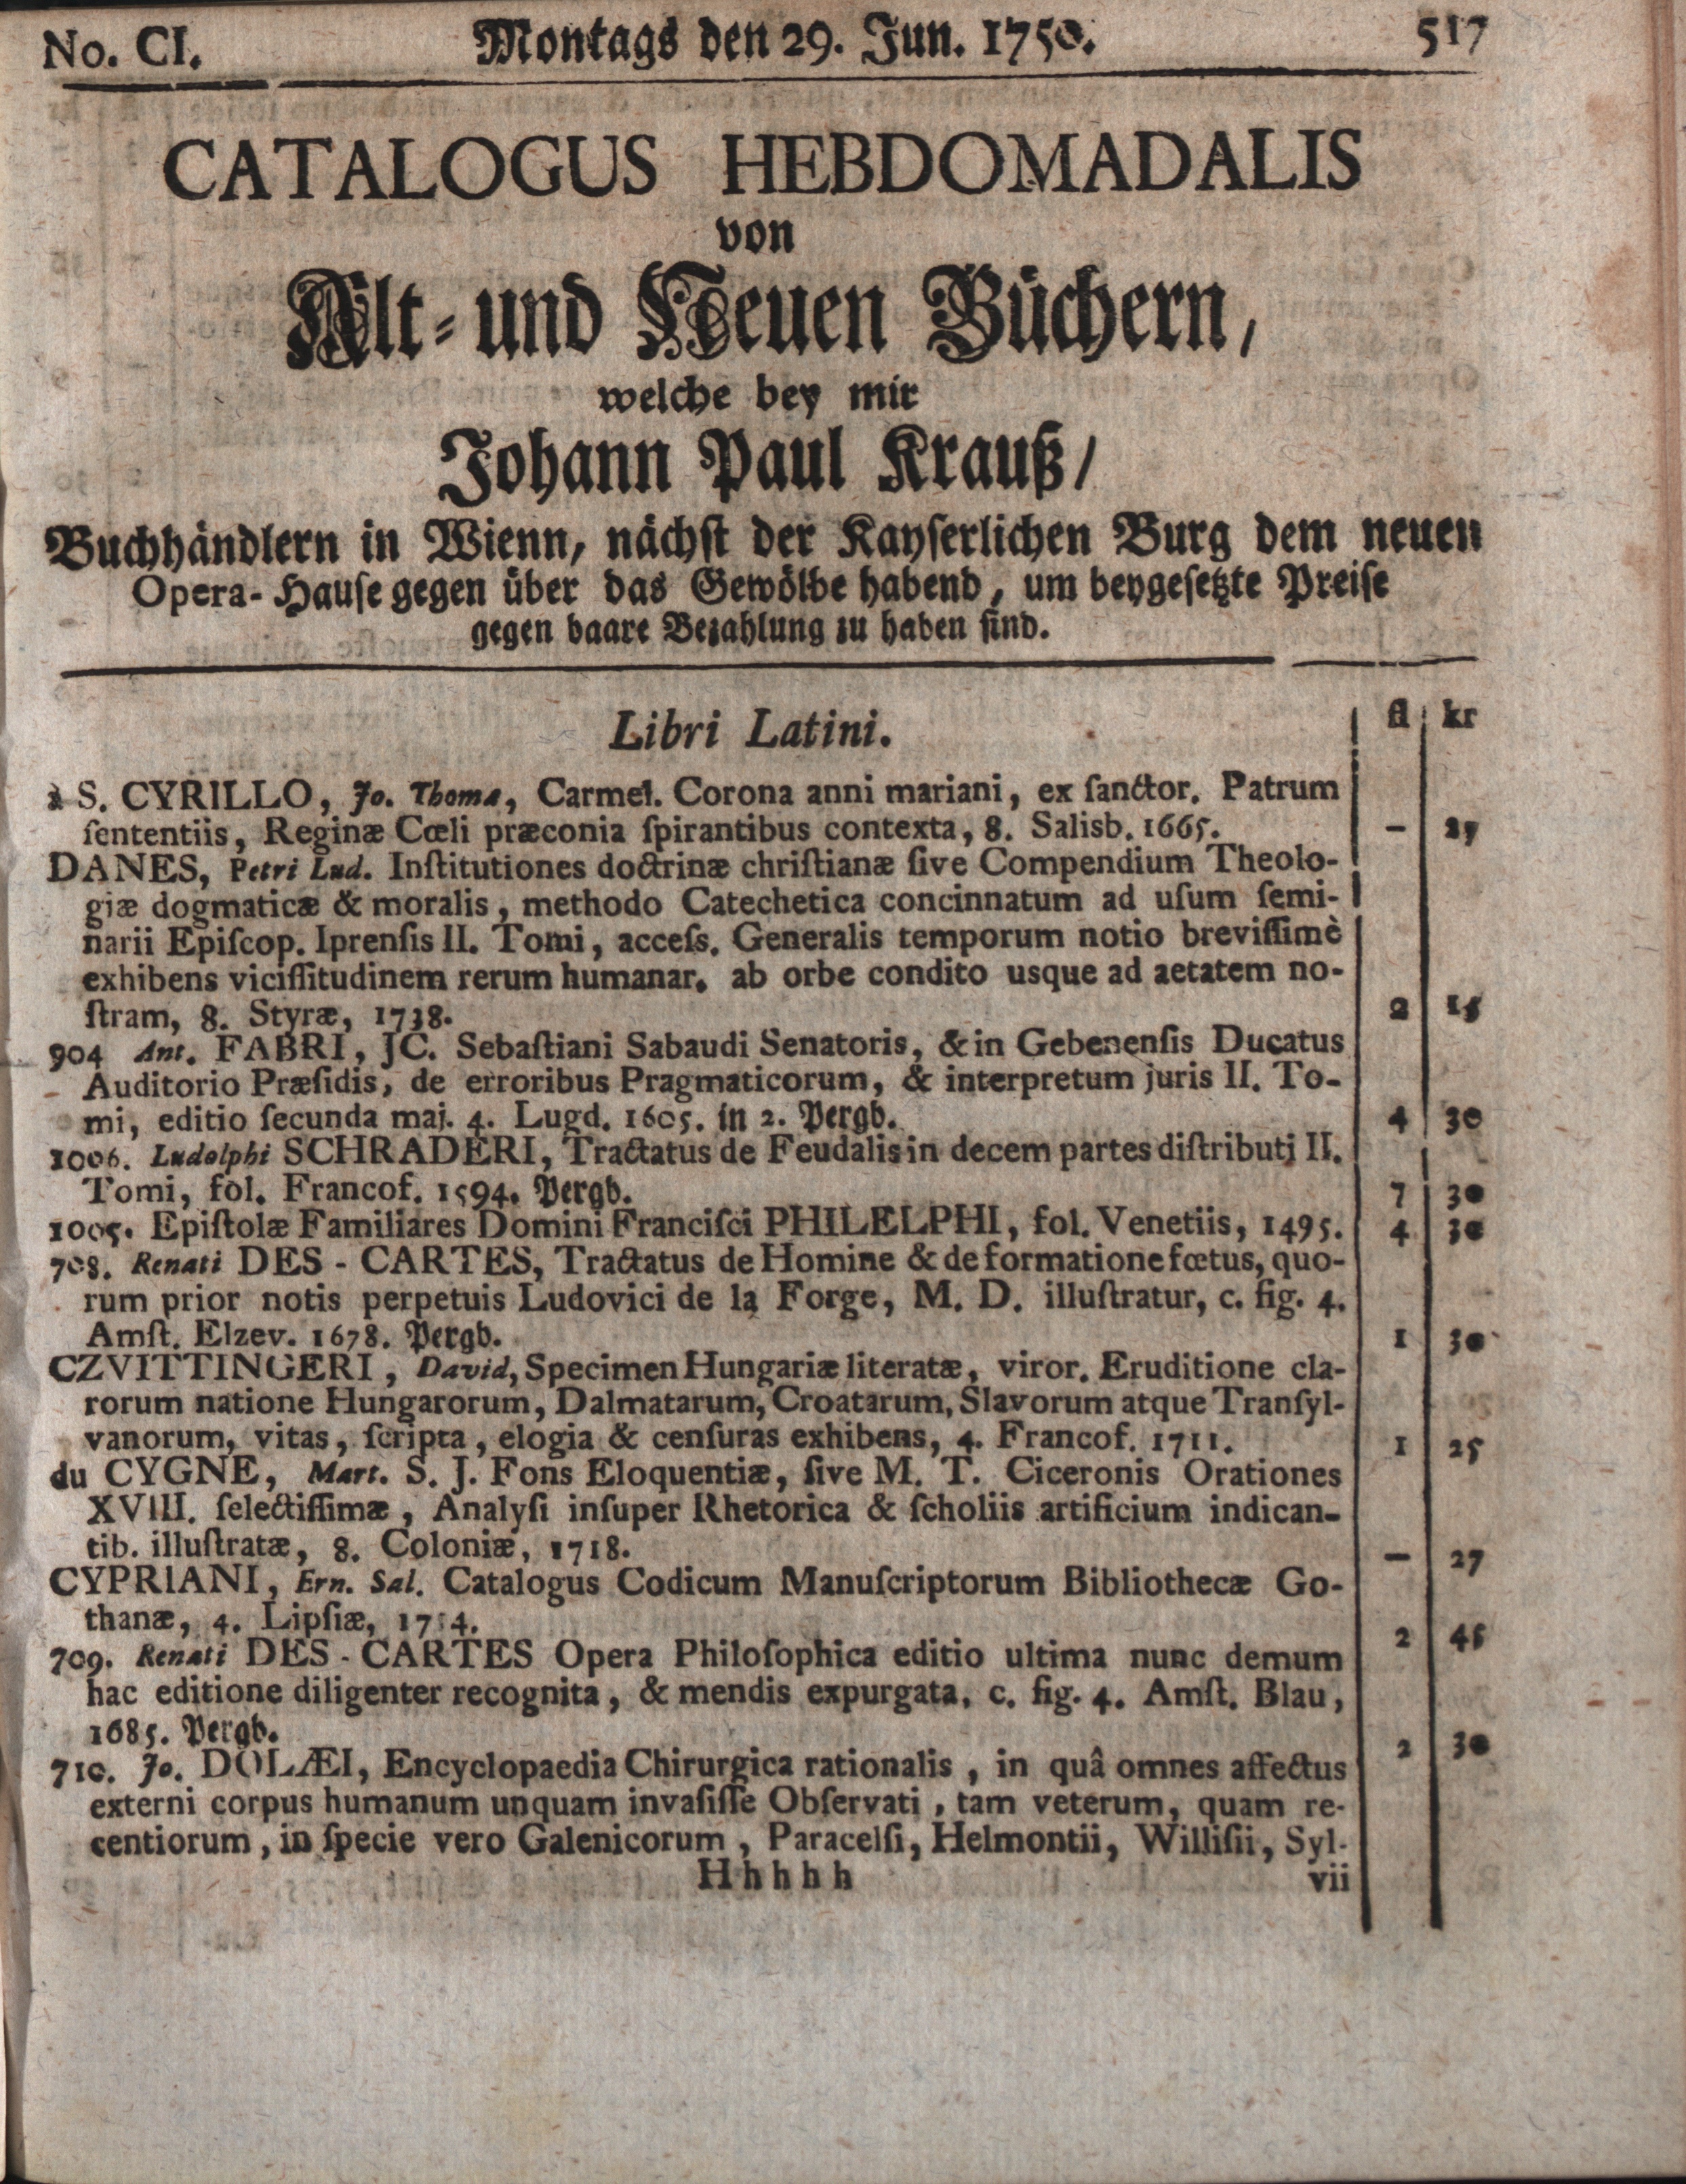 No. CI. Montags den 29. Jun. 1750. 517
CATALOGUS HEBDOMADALIS
von
Alt- und Neuen Büchern,
welche bey mir
Johann Paul Krauß/
Buchhändlern in Wienn, nächst der Kayserlichen Burg dem neuen
Opera-Hause gegen über das Gewölbe habend, um beygesetzte Preise
gegen baare Bezahlung zu haben sind.
Libri Latini. fl kr
à S. CYRILLO, Jo. Thoma, Carmel. Corona anni mariani, ex ſanctor. Patrum
ſententiis, Reginæ Cœli præconia ſpirantibus contexta, 8. Salisb. 1665. –
DANES, Petri Lud. Inſtitutiones doctrinæ chriſtianæ ſive Compendium Theolo-
giæ dogmaticæ & moralis, methodo Catechetica concinnatum ad uſum ſemi-
narii Epiſcop. Iprenſis II. Tomi, acceſs. Generalis temporum notio breviſſimè
exhibens viciſſitudinem rerum humanar. ab orbe condito usque ad aetatem no-
ſtram, 8. Styræ, 1738. 2 15
904 Ant. FABRI, JC. Sebaſtiani Sabaudi Senatoris, & in Gebenenſis Ducatus
Auditorio Præſidis, de erroribus Pragmaticorum, & interpretum juris II. To-
mi, editio ſecunda maj. 4. Lugd. 1605. in 2. Pergb. 4 30
1006. Ludolphi SCHRADERI, Tractatus de Feudalis in decem partes diſtributi II.
Tomi, fol. Francof. 1594. Pergb. 7 30
1005. Epiſtolæ Familiares Domini Franciſci PHILELPHI, fol. Venetiis, 1495. 4 30
708. Renati DES - CARTES, Tractatus de Homine & de formatione fœtus, quo-
rum prior notis perpetuis Ludovici de la Forge, M. D. illuſtratur, c. fig. 4.
Amſt. Elzev. 1678. Pergb. 1 30
CZVITTINGERI, David, Specimen Hungariæ literatæ, viror. Eruditione cla-
rorum natione Hungarorum, Dalmatarum, Croatarum, Slavorum atque Tranſyl-
vanorum, vitas, ſcripta, elogia & cenſuras exhibens, 4. Francof. 1711. 1 25
du CYGNE, Mart. S. J. Fons Eloquentiæ, ſive M. T. Ciceronis Orationes
XVIII. ſelectiſſimæ, Analyſi inſuper Rhetorica & ſcholiis artificium indican-
tib. illuſtratæ, 8. Coloniæ, 1718. – 27
CYPRIANI, Ern. Sal. Catalogus Codicum Manuſcriptorum Bibliothecæ Go-
thanæ, 4. Lipſiæ, 2 45
709. Renati DES - CARTES Opera Philoſophica editio ultima nunc demum
hac editione diligenter recognita, & mendis expurgata, c. fig. 4. Amſt. Blau,
1685. Pergb. 2 30
710. Jo. DOLÆI, Encyclopaedia Chirurgica rationalis, in quâ omnes affectus
externi corpus humanum unquam invaſiſſe Obſervati, tam veterum, quam re-
centiorum, in ſpecie vero Galenicorum, Paracelſi, Helmontii, Williſii, Syl-
Hhhhh vii